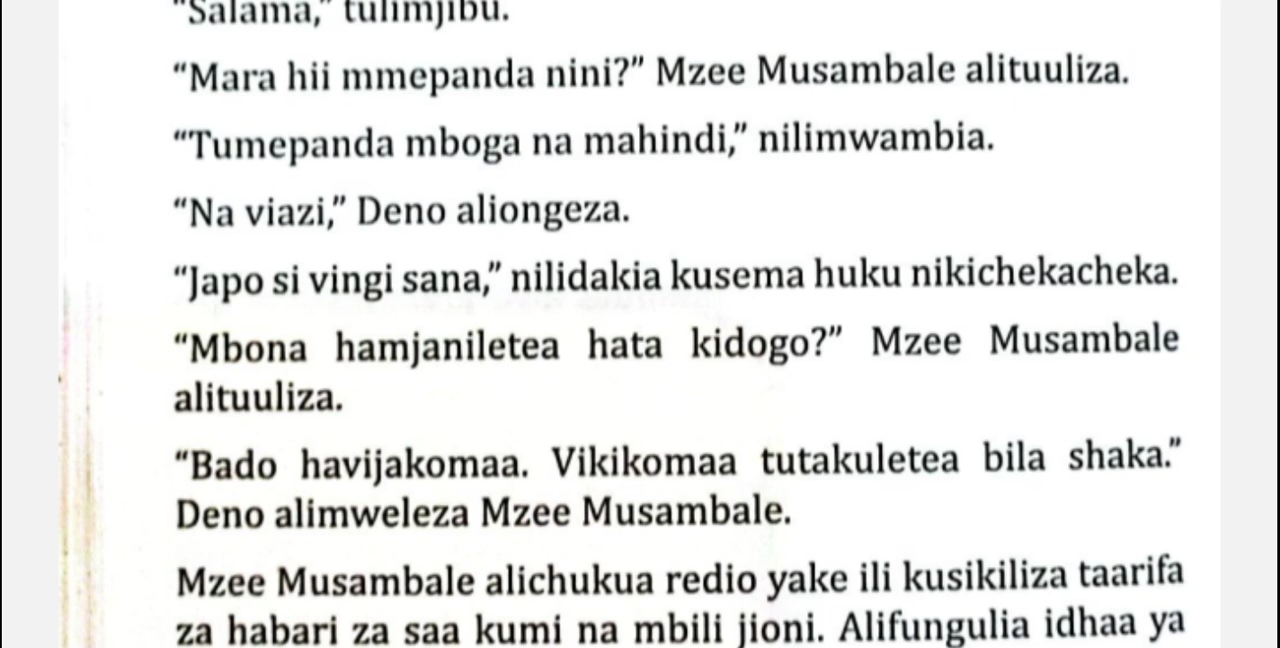 “Salama,” tulimjibu.
“Mara hii mmepanda nini?” Mzee Musambale alituuliza.
“Tumepanda mboga na mahindi,” nilimwambia.
“Na viazi,” Deno aliongeza.
“Japo si vingi sana,” nilidakia kusema huku nikichekacheka.
“Mbona hamjaniletea hata kidogo?” Mzee Musambale
alituuliza.
“Bado havijakomaa. Vikikomaa tutakuletea bila shaka.”
Deno alimweleza Mzee Musambale.
Mzee Musambale alichukua redio yake ili kusikiliza taarifa
za habari za saa kumi na mbili jioni. Alifungulia idhaa ya